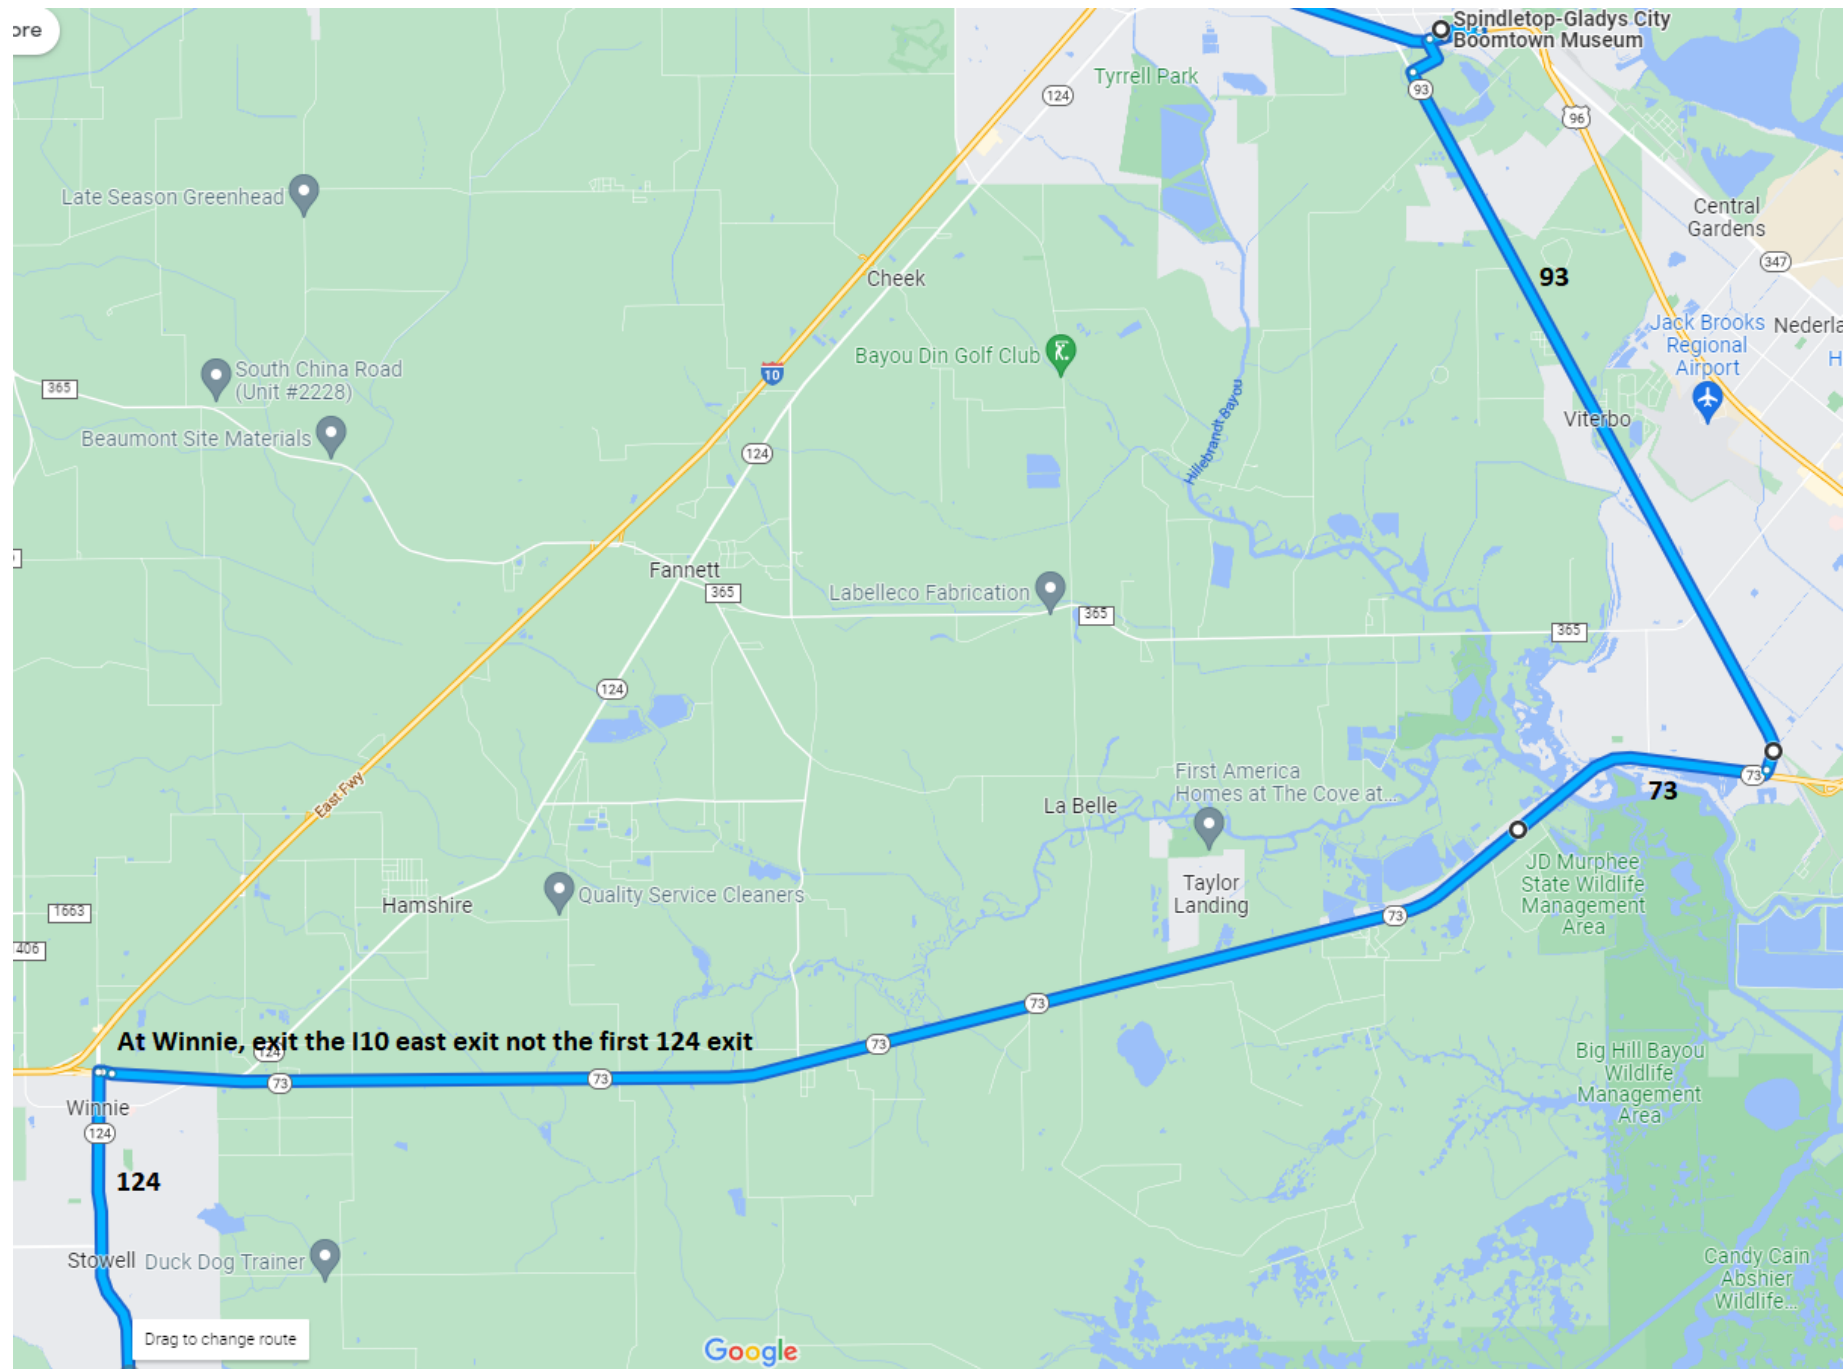 ore
Spindletop-Gladys City
Boomtown Museum
Tyrrell Park
124
93
96
Late Season Greenhead
Central
Gardens
347
Cheek
93
Jack Brooks
Regional
Airport
Nederla
H
Bayou Din Golf Club
10
South China Road
(Unit #2228)
365
Hillebrandt Bayou
Viterbo
Beaumont Site Materials
124
Fannett
365
Labelleco Fabrication
365
365
124
East Fwy
First America
Homes at The Cove at...
La Belle
73
73
JD Murphee
State Wildlife
Management
Area
Taylor
Landing
Quality Service Cleaners
Hamshire
1663
73
406
73
At Winnie, exit the I10 east exit not the first 124 exit
124
73
73
73
Big Hill Bayou
Wildlife
Management
Area
Winnie
124
124
Stowell
Duck Dog Trainer
Candy Cain
Abshier
Wildlife...
Drag to change route
Google